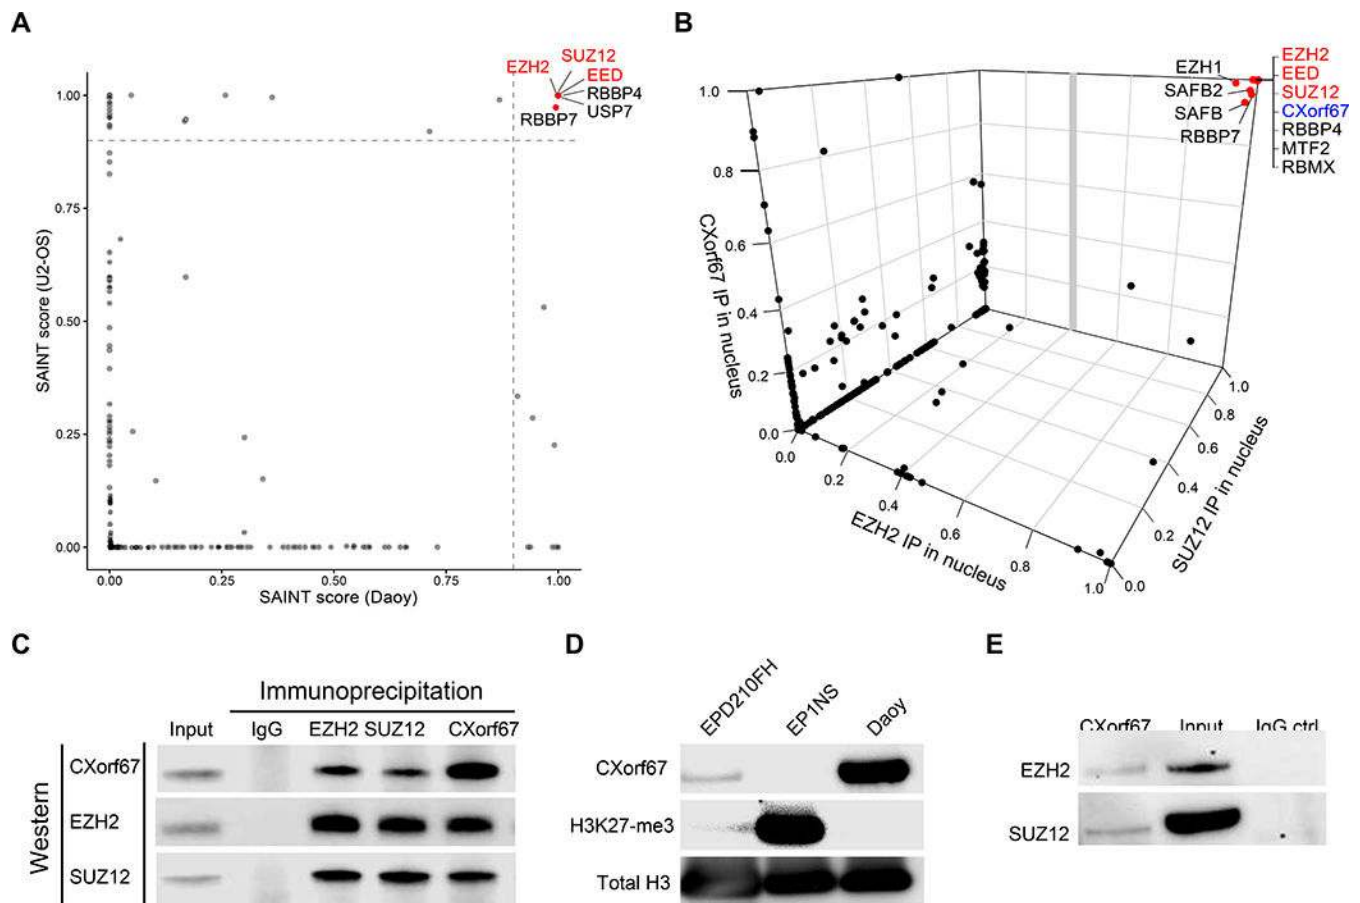 A
SUZ12
EZH2
EED
RBBP4
USP7
RBBP7
1.00
0.75
0.50
0.25
0.00
SAINT score (U2-OS)
0.00
0.25
0.50
0.75
1.00
SAINT score (Daoy)
B
EZH2
EZH1
EED
SAFB2
SUZ12
SAFB
CXorf67
RBBP7
RBBP4
MTF2
RBMX
1.0
0.8
0.6
0.4
0.2
0.0
CXorf67 IP in nucleus
0.0
0.2
0.4
0.6
0.8
1.0
EZH2 IP in nucleus
0.0
0.2
0.4
0.6
0.8
1.0
SUZ12 IP in nucleus
C
Immunoprecipitation
Input IgG EZH2 SUZ12 CXorf67
Western
CXorf67
EZH2
SUZ12
D
EPD210FH
EP1NS
Daoy
CXorf67
H3K27-me3
Total H3
E
CXorf67 Input IgG ctrl
EZH2
SUZ12